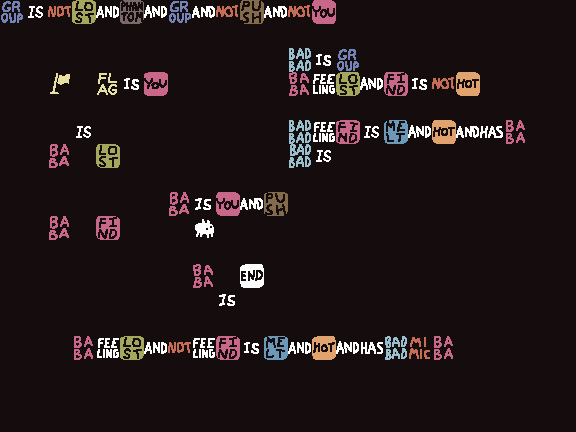 GROUP IS NOT LOST AND PHANTOM AND GROUP AND NOT PUSH AND NOT YOU
BADBAD IS GROUP
FLAG IS YOU
BABA FEELING LOST AND FIND IS NOT HOT
IS
BADBAD FEELING FIND IS MELT AND HOT AND HAS BABA
BABA LOST
BADBAD IS
BABA IS YOU AND PUSH
BABA FIND
BABA END
IS
BABA FEELING LOST AND NOT FEELING FIND IS MELT AND HOT AND HAS BADBAD MIMIC BABA